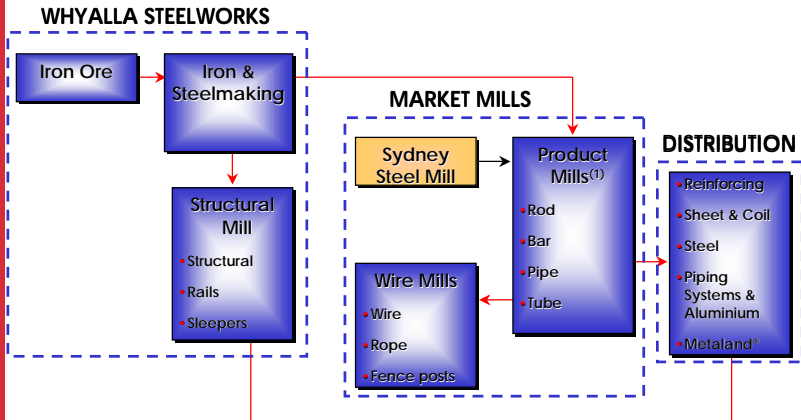 WHYALLA STEELWORKS
Iron Ore
Iron &
Steelmaking
Structural
Mill
•Structural
•Rails
•Sleepers
MARKET MILLS
Sydney
Steel Mill
Product
Mills(1)
•Rod
•Bar
•Pipe
•Tube
Wire Mills
•Wire
•Rope
•Fence posts
DISTRIBUTION
•Reinforcing
•Sheet & Coil
•Steel
•Piping
Systems &
Aluminium
•Metaland®